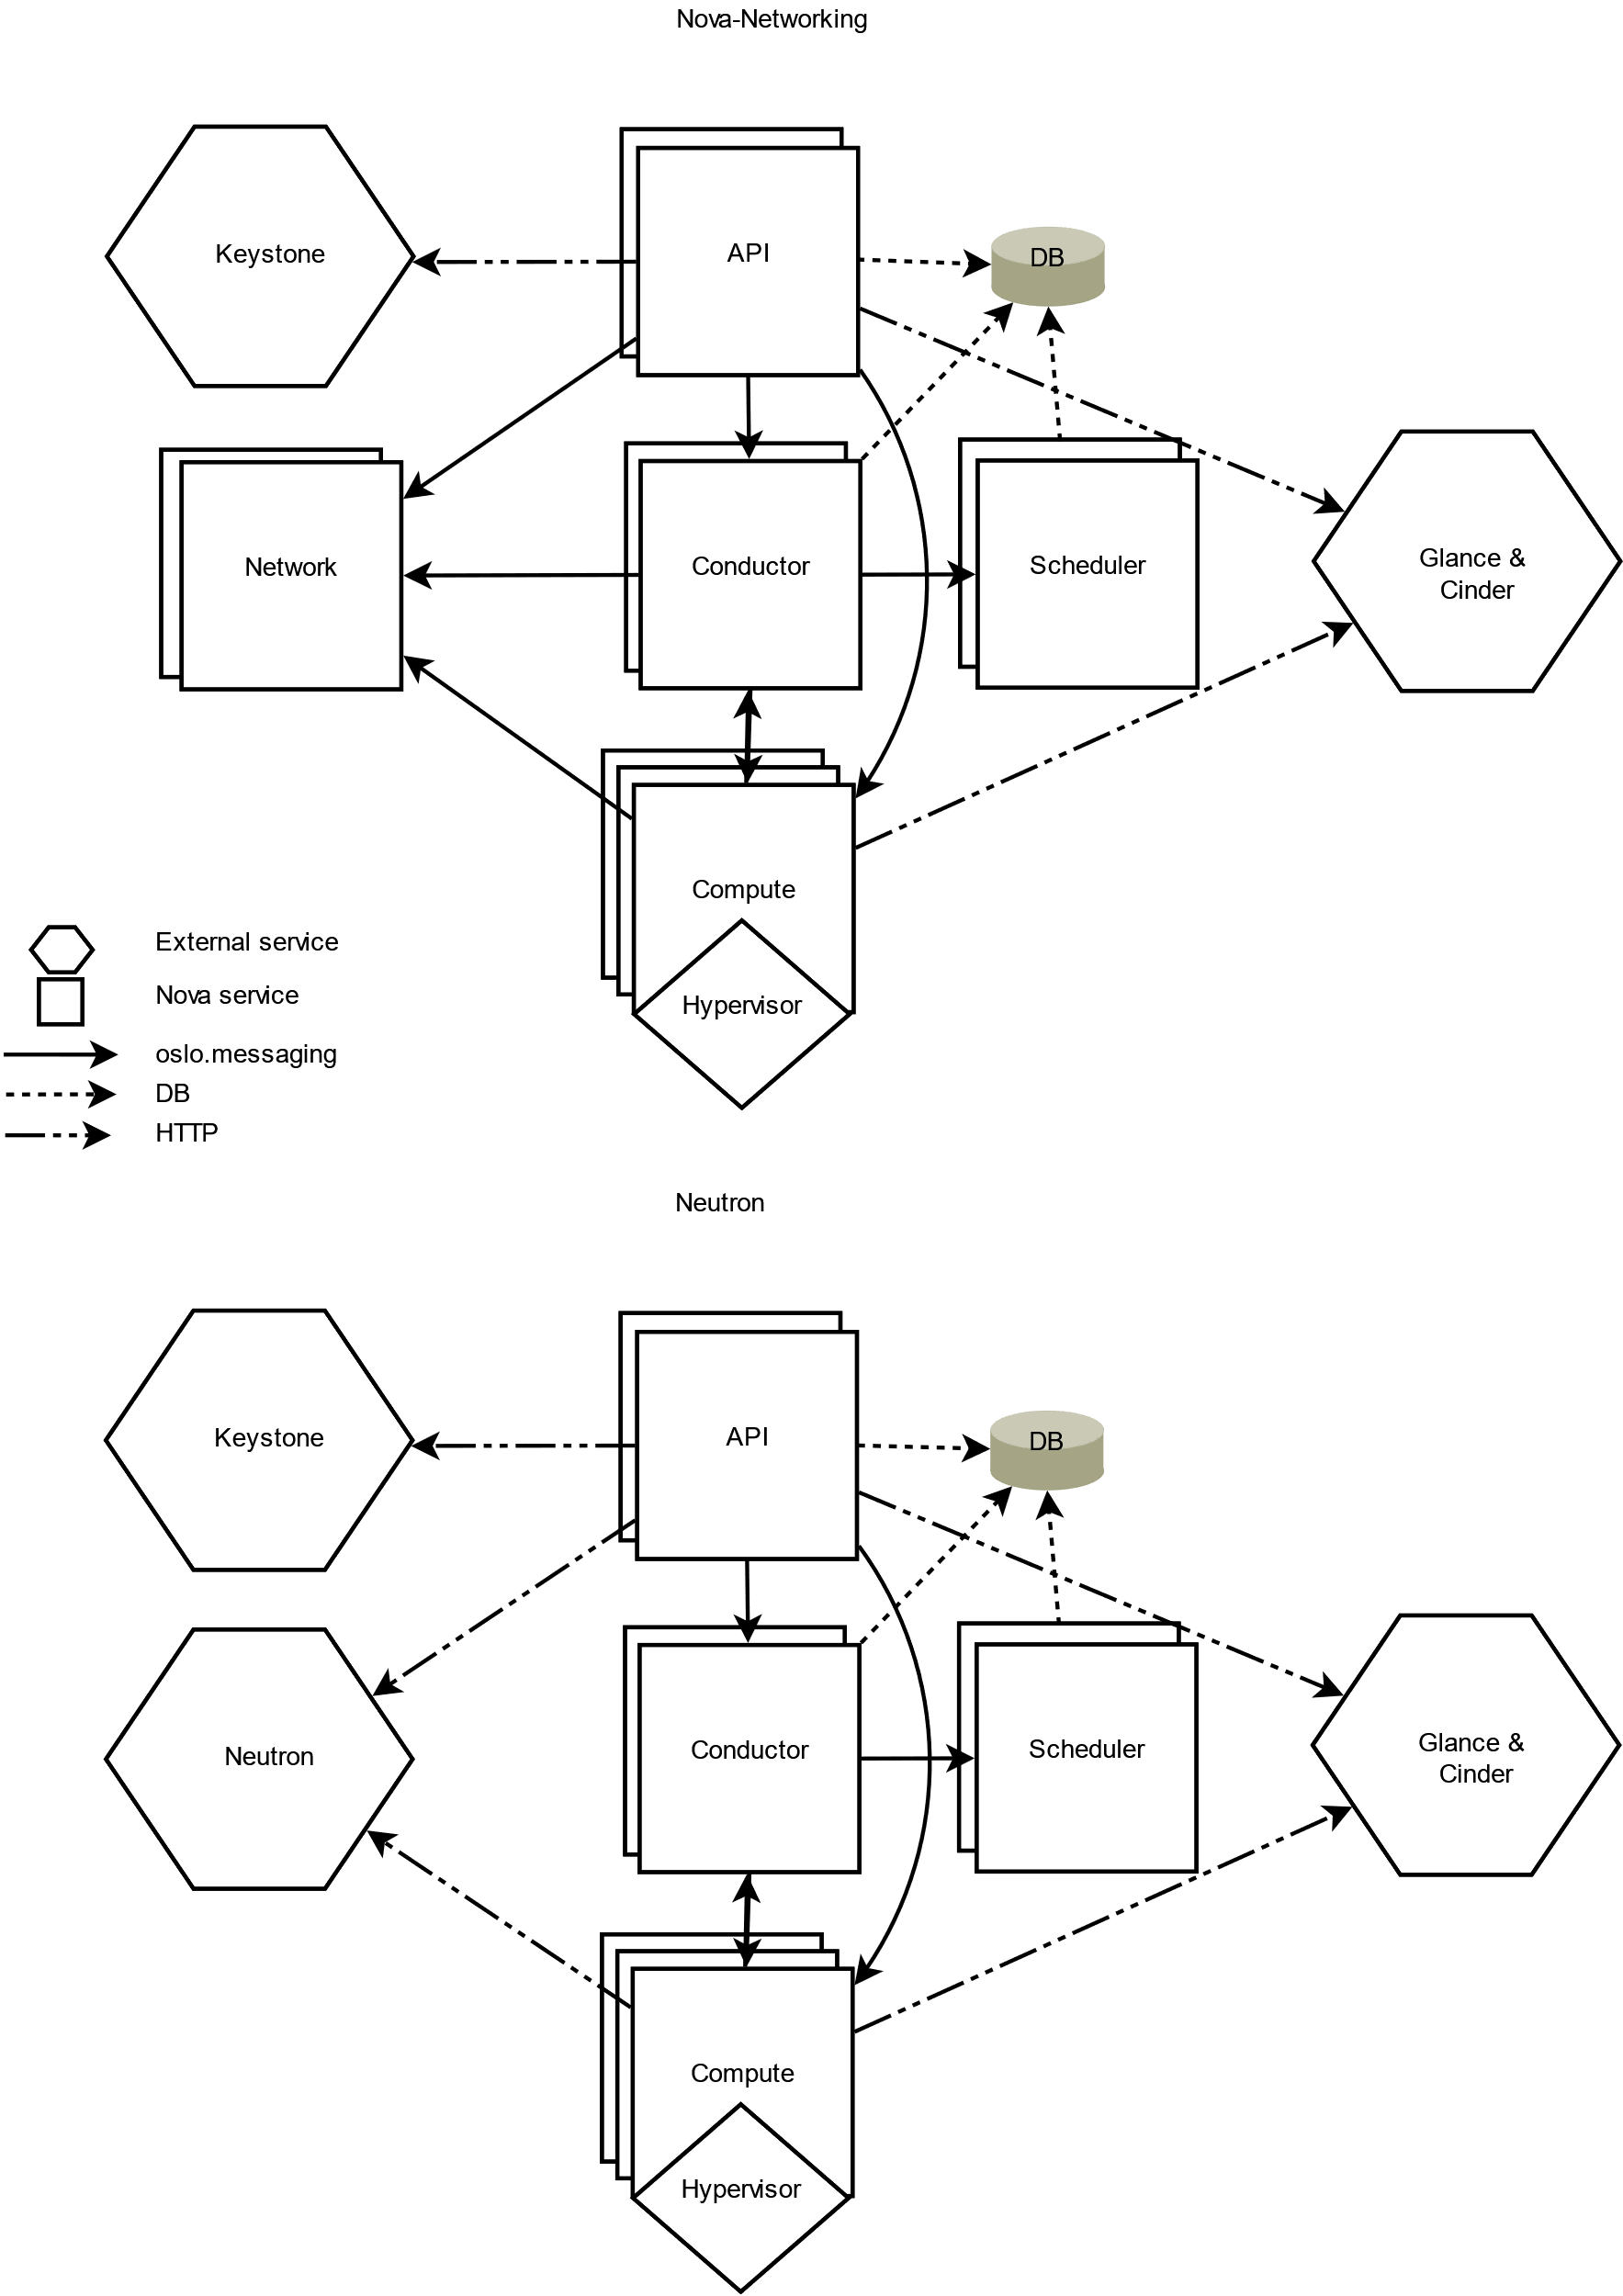 Nova-Networking
Keystone
API
DB
Network
Conductor
Scheduler
Glance &
Cinder
Compute
Hypervisor
External service
Nova service
oslo.messaging
DB
HTTP
Neutron
Keystone
API
DB
Neutron
Conductor
Scheduler
Glance &
Cinder
Compute
Hypervisor